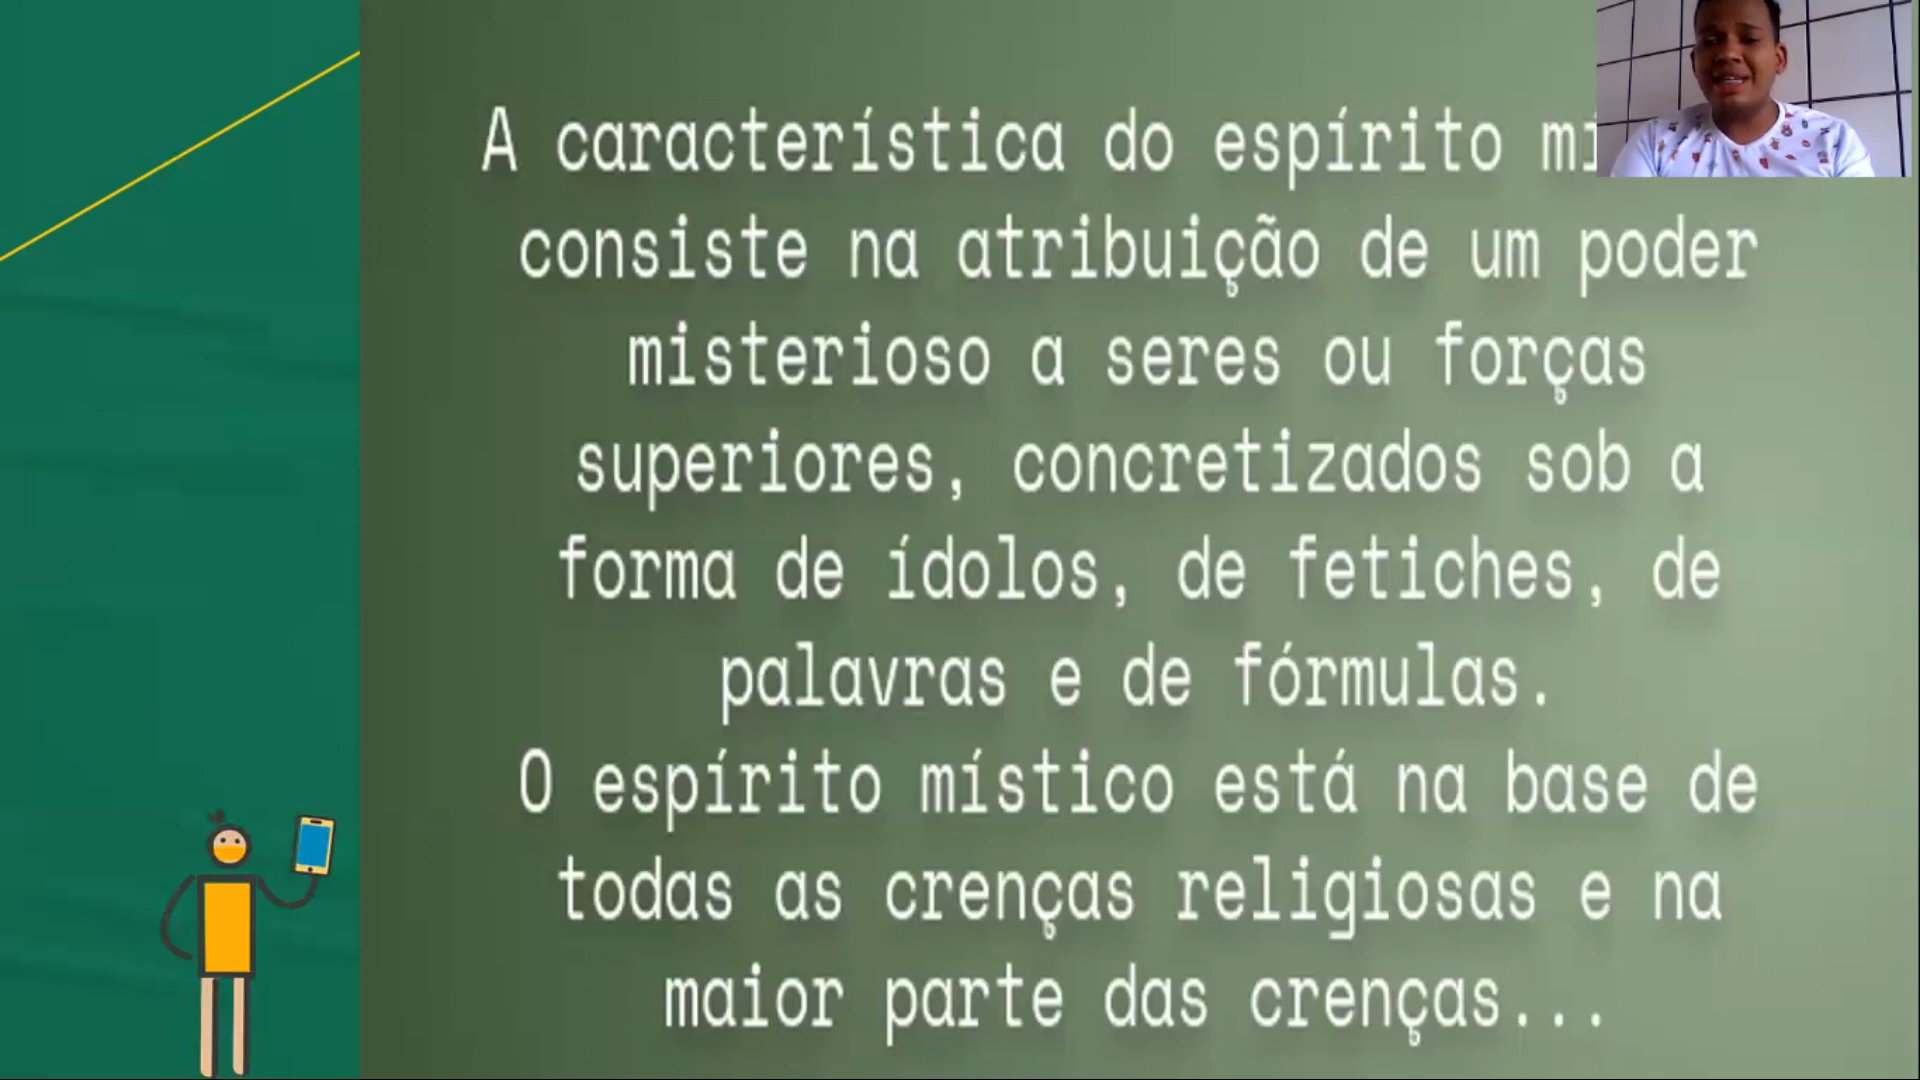 A característica do espírito
consiste na atribuição de um poder
misterioso a seres ou forças
superiores, concretizados sob a
forma de ídolos, de fetiches, de
palavras e de fórmulas.
O espírito místico está na base de
todas as crenças religiosas e na
maior parte das crenças...